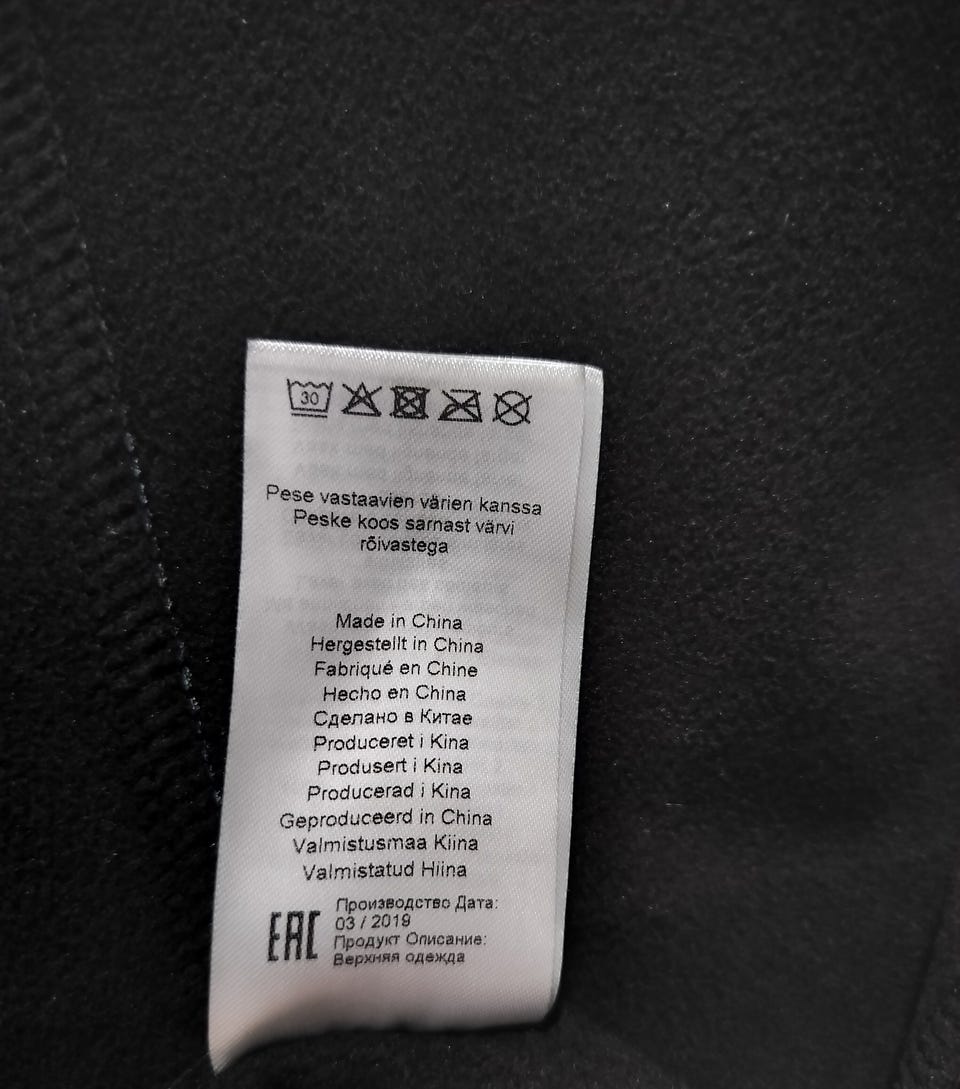 30
Pese vastaavien värien kanssa
Peske koos sarnast värvi
rõivastega
Made in China
Hergestellt in China
Fabriqué en Chine
Hecho en China
Сделано в Китае
Produceret i Kina
Produsert i Kina
Producerad i Kina
Geproduceerd in China
Valmistusmaa Kiina
Valmistatud Hiina
EAC
Производство Дата:
03 / 2019
Продукт Описание:
Верхняя одежда